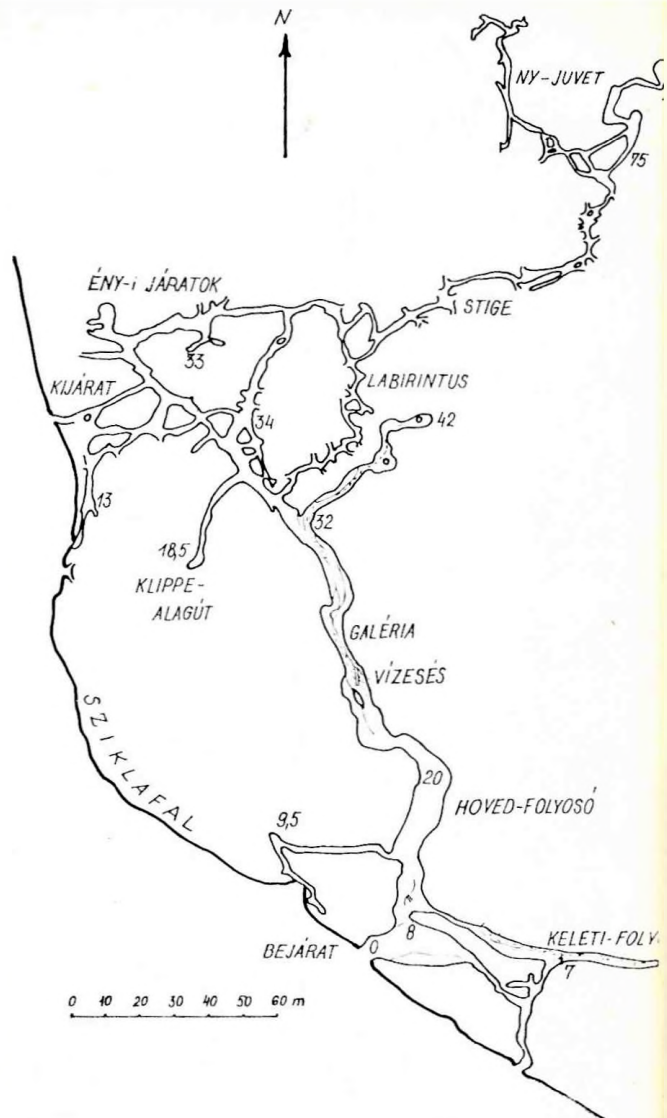 N
NY-JUVET
75
ÉNY-i JÁRATOK
STIGE
33
KIJÁRAT
LABIRINTUS
34
42
13
32
18,5
KLIPPE-
ALAGÚT
GALÉRIA
VÍZESÉS
SZIKLAFAL
20
HOVED-FOLYOSÓ
9,5
8
KELETI-FOLY
BEJÁRAT
0
7
0 10 20 30 40 50 60 m